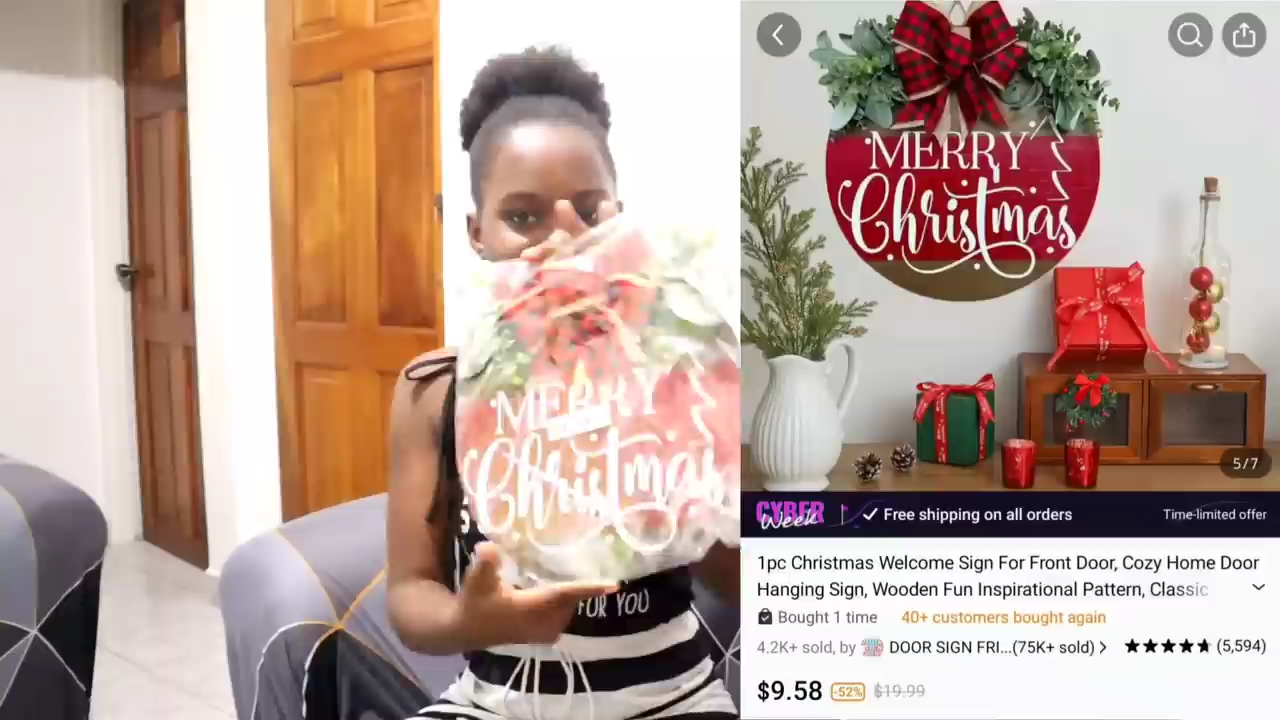 MERRY
Christmas
FOR YOU
MERRY
Christmas
5/7
CYBER
Week
Free shipping on all orders
Time-limited offer
1pc Christmas Welcome Sign For Front Door, Cozy Home Door
Hanging Sign, Wooden Fun Inspirational Pattern, Classic
Bought 1 time 40+ customers bought again
4.2K+ sold, by DOOR SIGN FRI...(75K+ sold) (5,594)
$9.58 -52% $19.99